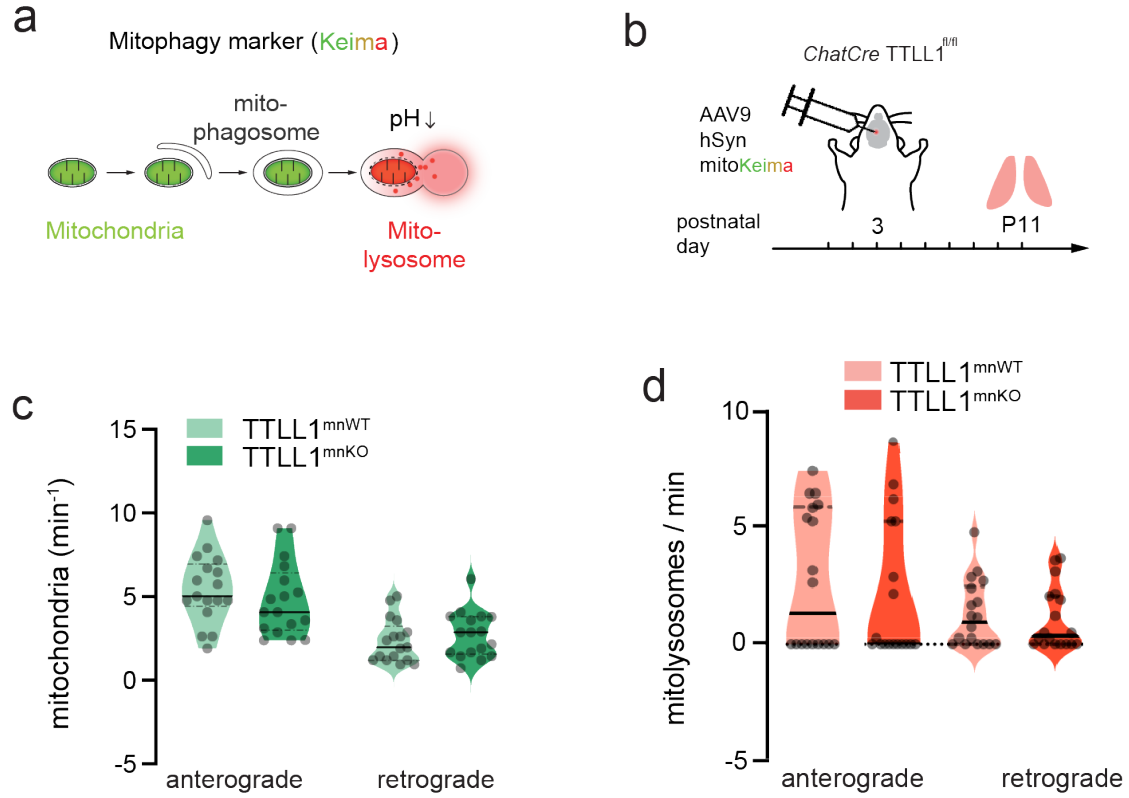 a
Mitophagy marker (Keima)
mito-
phagosome
pH↓
Mitochondria
Mito-
lysosome
b
ChatCre TTLL1fl/fl
AAV9
hSyn
mitoKeima
postnatal
day
3
P11
c
TTLL1mnWT
TTLL1mnKO
mitochondria (min-1)
15
10
5
0
-5
anterograde
retrograde
d
TTLL1mnWT
TTLL1mnKO
mitolysosomes / min
10
5
0
-5
anterograde
retrograde